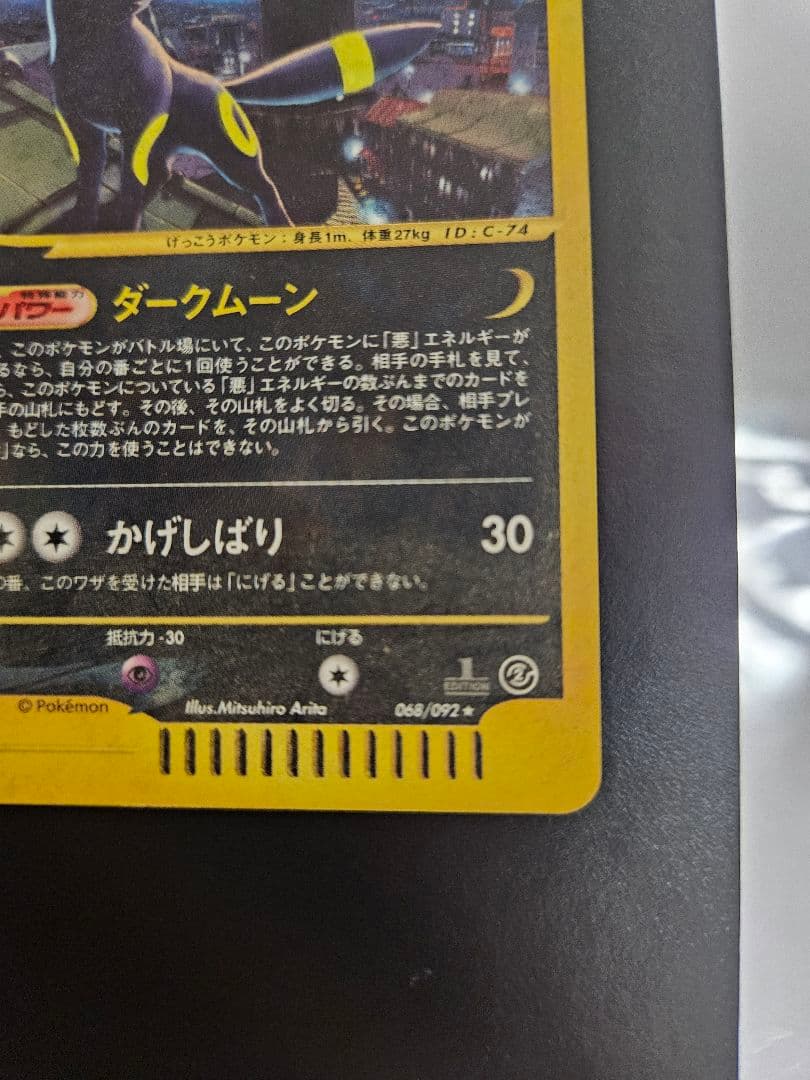 げっこうポケモン：身長1m、体重27kg ID:C-74
特殊能力
パワー ダークムーン
、このポケモンがバトル場にいて、このポケモンに「悪」エネルギーが
るなら、自分の番ごとに1回使うことができる。相手の手札を見て、
ら、このポケモンについている「悪」エネルギーの数ぶんまでのカードを
手の山札にもどす。その後、その山札をよく切る。その場合、相手プレ
、もどした枚数ぶんのカードを、その山札から引く。このポケモンが
」なら、この力を使うことはできない。
かげしばり 30
の番、このワザを受けた相手は「にげる」ことができない。
抵抗力-30 にげる
1
EDITION
©Pokémon Illus.Mitsuhiro Arita 068/092★